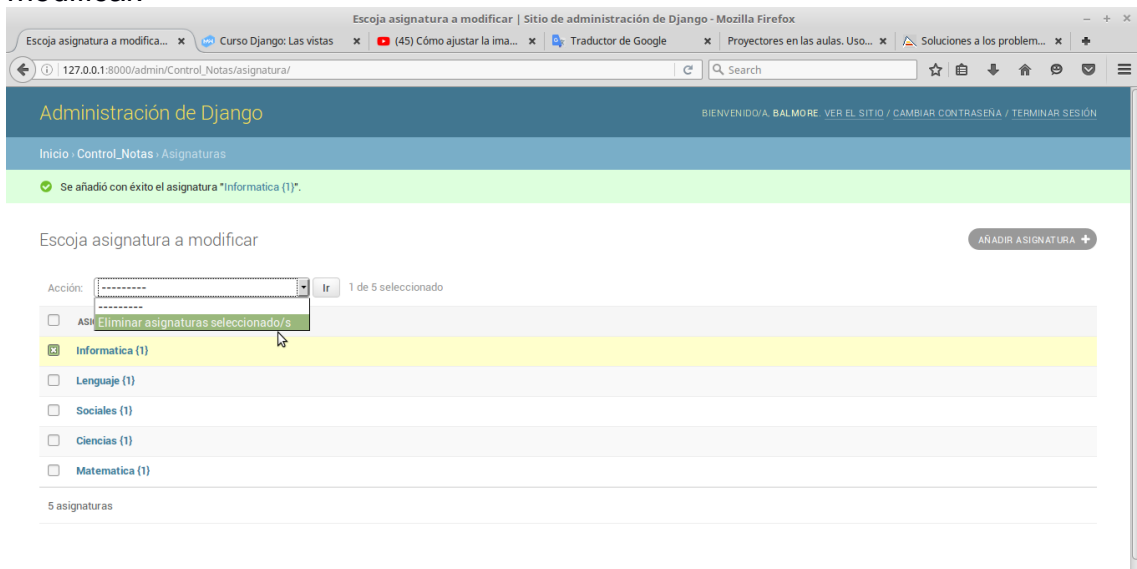 Escoja asignatura a modificar | Sitio de administración de Django - Mozilla Firefox
Escoja asignatura a modifica... Curso Django: Las vistas (45) Cómo ajustar la ima... Traductor de Google Proyectores en las aulas. Uso... Soluciones a los problem...
127.0.0.1:8000/admin/Control_Notas/asignatura/ Search
Administración de Django BIENVENIDO/A, BALMORE. VER EL SITIO / CAMBIAR CONTRASEÑA / TERMINAR SESIÓN
Inicio › Control_Notas › Asignaturas
Se añadió con éxito el asignatura "Informatica {1}".
Escoja asignatura a modificar AÑADIR ASIGNATURA +
Acción: --------- Ir 1 de 5 seleccionado
---------
Eliminar asignaturas seleccionado/s
Informatica {1}
Lenguaje {1}
Sociales {1}
Ciencias {1}
Matematica {1}
5 asignaturas